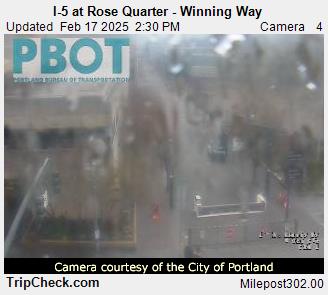 I-5 at Rose Quarter - Winning Way
Updated Feb 17 2025 2:30 PM Camera 4
PBOT
PORTLAND BUREAU OF TRANSPORTATION
Camera courtesy of the City of Portland
TripCheck.com Milepost302.00